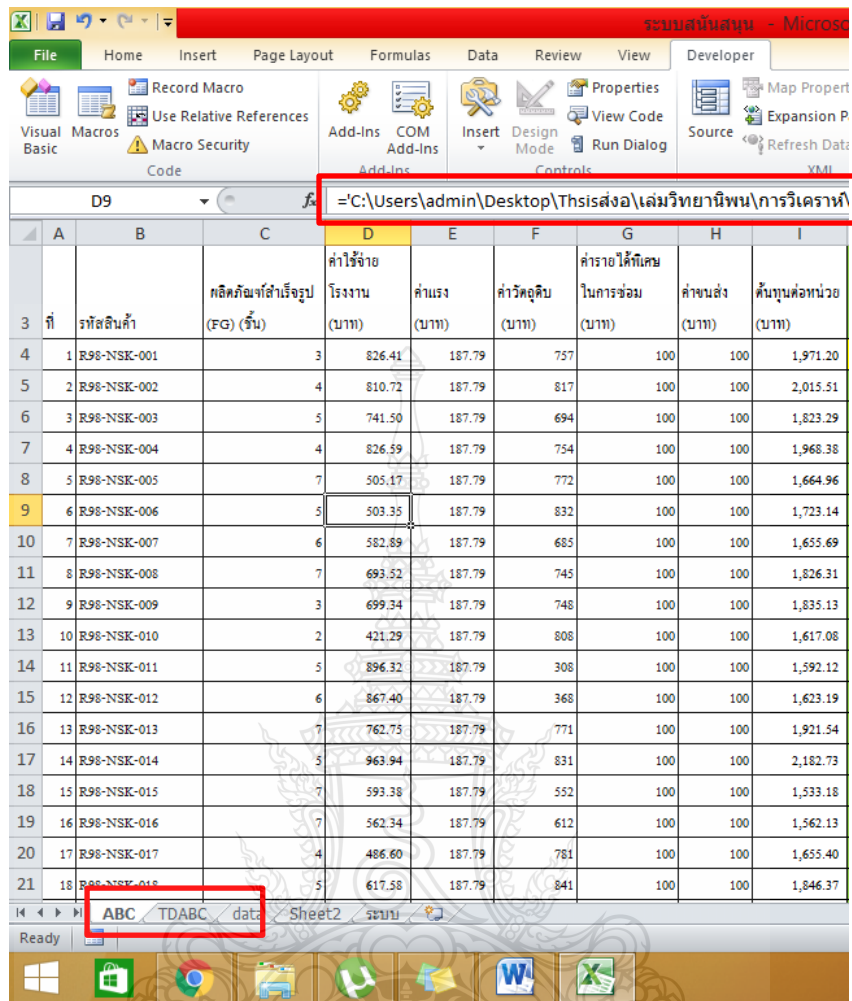 ระบบสนันสนุน - Microso
File Home Insert Page Layout Formulas Data Review View Developer
Visual Basic
Macros
Record Macro
Use Relative References
Macro Security
Code
Add-Ins
COM Add-Ins
Add-Ins
Insert
Design Mode
Properties
View Code
Run Dialog
Controls
Source
Map Propert
Expansion P
Refresh Data
XML
D9 fx ='C:\Users\admin\Desktop\Thsisส่งอ\เล่มวิทยานิพน\การวิเคราะห์\
A B C D E F G H I
3 ที่ รหัสสินค้า ผลิตภัณฑ์สำเร็จรูป (FG) (ชิ้น) ค่าใช้จ่าย โรงงาน (บาท) ค่าแรง (บาท) ค่าวัตถุดิบ (บาท) ค่ารายได้พิเศษ ในการซ่อม (บาท) ค่าขนส่ง (บาท) ต้นทุนต่อหน่วย (บาท)
4 1 R98-NSK-001 3 826.41 187.79 757 100 100 1,971.20
5 2 R98-NSK-002 4 810.72 187.79 817 100 100 2,015.51
6 3 R98-NSK-003 5 741.50 187.79 694 100 100 1,823.29
7 4 R98-NSK-004 4 826.59 187.79 754 100 100 1,968.38
8 5 R98-NSK-005 7 505.17 187.79 772 100 100 1,664.96
9 6 R98-NSK-006 5 503.35 187.79 832 100 100 1,723.14
10 7 R98-NSK-007 6 582.89 187.79 685 100 100 1,655.69
11 8 R98-NSK-008 7 693.52 187.79 745 100 100 1,826.31
12 9 R98-NSK-009 3 699.34 187.79 748 100 100 1,835.13
13 10 R98-NSK-010 2 421.29 187.79 808 100 100 1,617.08
14 11 R98-NSK-011 5 896.32 187.79 308 100 100 1,592.12
15 12 R98-NSK-012 6 867.40 187.79 368 100 100 1,623.19
16 13 R98-NSK-013 7 762.75 187.79 771 100 100 1,921.54
17 14 R98-NSK-014 5 963.94 187.79 831 100 100 2,182.73
18 15 R98-NSK-015 7 593.38 187.79 552 100 100 1,533.18
19 16 R98-NSK-016 7 562.34 187.79 612 100 100 1,562.13
20 17 R98-NSK-017 4 486.60 187.79 781 100 100 1,655.40
21 18 R98-NSK-018 5 617.58 187.79 841 100 100 1,846.37
ABC TDABC data Sheet2 ระบบ
Ready